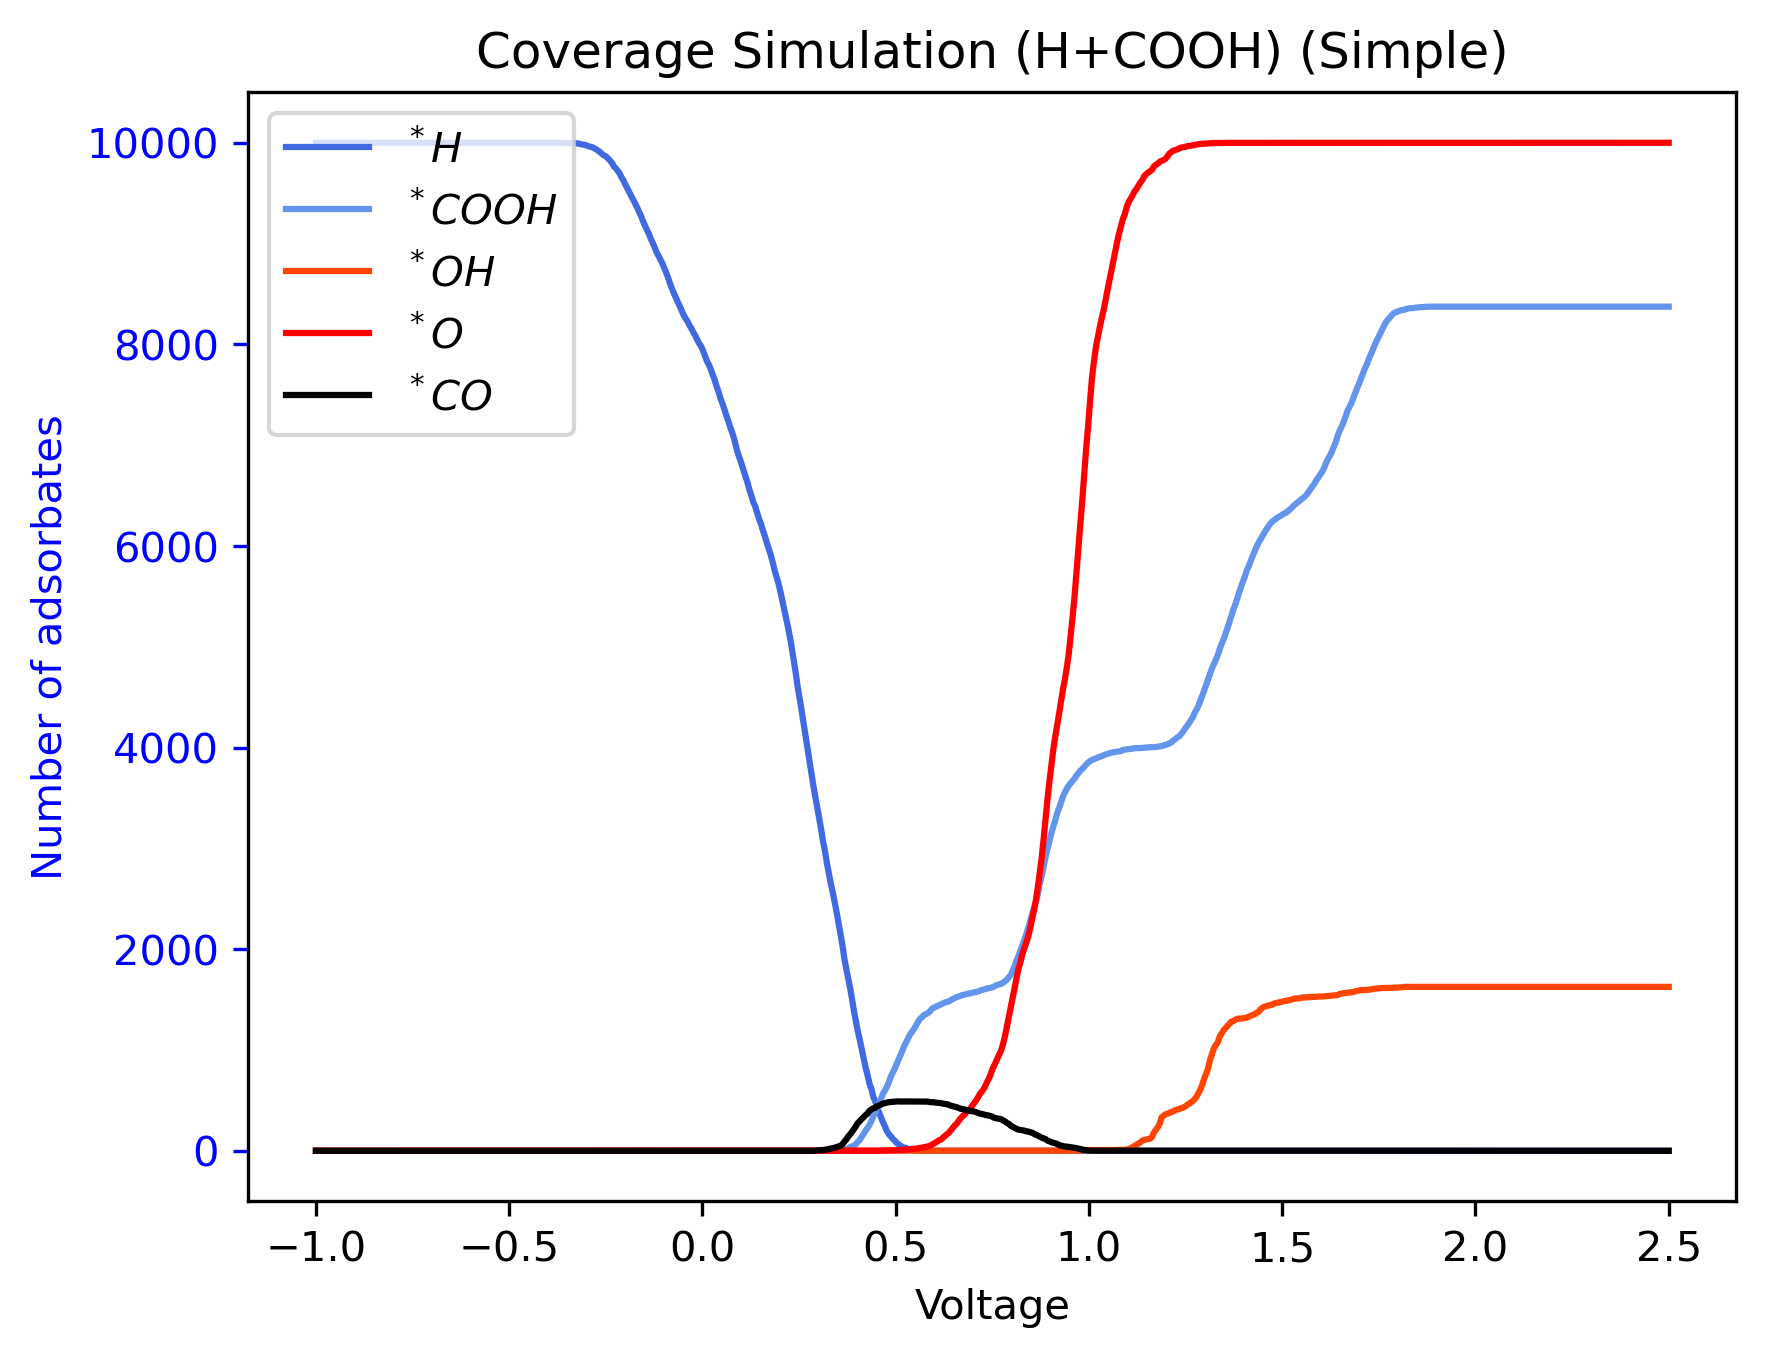 Coverage Simulation (H+COOH) (Simple)
*H
*COOH
*OH
*O
*CO
10000
8000
6000
4000
2000
0
Number of adsorbates
−1.0 −0.5 0.0 0.5 1.0 1.5 2.0 2.5
Voltage